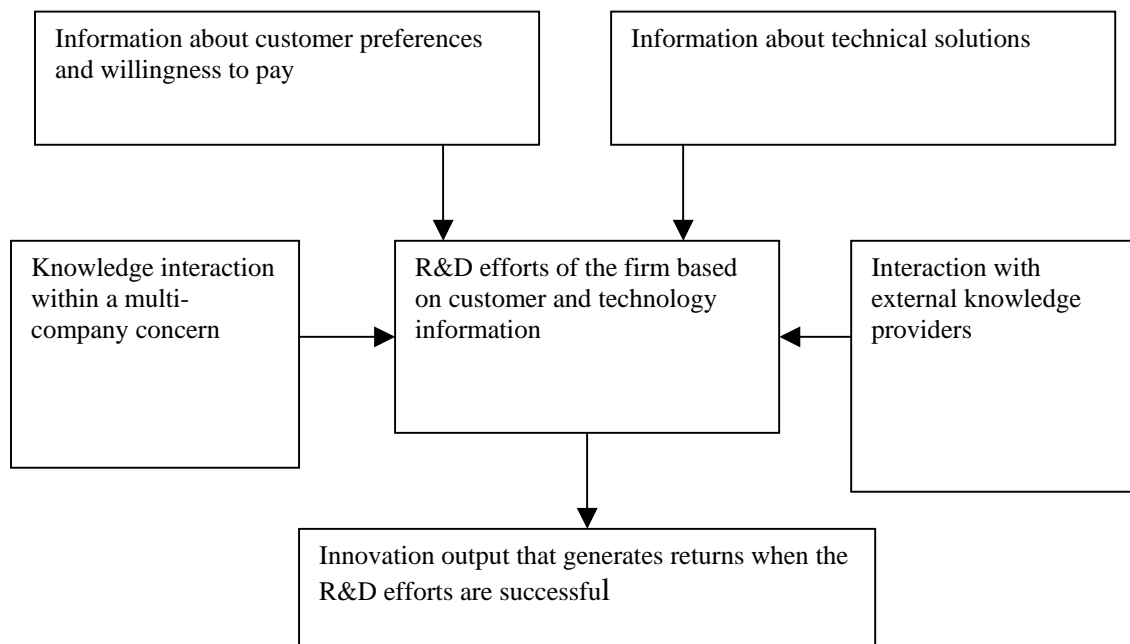 Information about customer preferences
and willingness to pay
Information about technical solutions
Knowledge interaction
within a multi-
company concern
R&D efforts of the firm based
on customer and technology
information
Interaction with
external knowledge
providers
Innovation output that generates returns when the
R&D efforts are successful